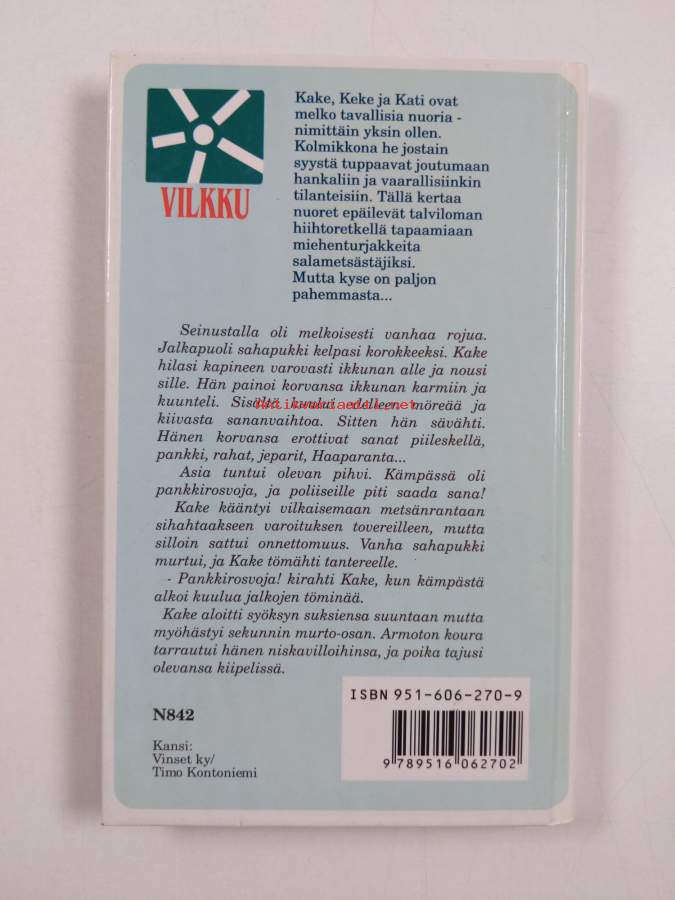 VILKKU
Kake, Keke ja Kati ovat
melko tavallisia nuoria -
nimittäin yksin ollen.
Kolmikkona he jostain
syystä tuppaavat joutumaan
hankaliin ja vaarallisiinkin
tilanteisiin. Tällä kertaa
nuoret epäilevät talviloman
hiihtoretkellä tapaamiaan
miehenturjakkeita
salametsästäjiksi.
Mutta kyse on paljon
pahemmasta...
Seinustalla oli melkoisesti vanhaa rojua.
Jalkapuoli sahapukki kelpasi korokkeeksi. Kake
hilasi kapineen varovasti ikkunan alle ja nousi
sille. Hän painoi korvansa ikkunan karmiin ja
kuunteli. Sisältä kuului edelleen möreää ja
kiivasta sananvaihtoa. Sitten hän sävähti.
Hänen korvansa erottivat sanat piileskellä,
pankki, rahat, jeparit, Haaparanta...
Asia tuntui olevan pihvi. Kämpässä oli
pankkirosvoja, ja poliiseille piti saada sana!
Kake kääntyi vilkaisemaan metsänrantaan
sihahtaakseen varoituksen tovereilleen, mutta
silloin sattui onnettomuus. Vanha sahapukki
murtui, ja Kake tömähti tantereelle.
- Pankkirosvoja! kirahti Kake, kun kämpästä
alkoi kuulua jalkojen töminää.
Kake aloitti syöksyn suksiensa suuntaan mutta
myöhästyi sekunnin murto-osan. Armoton koura
tarrautui hänen niskavilloihinsa, ja poika tajusi
olevansa kiipelissä.
N842
Kansi:
Vinset ky/
Timo Kontoniemi
ISBN 951-606-270-9
9 789516 062702